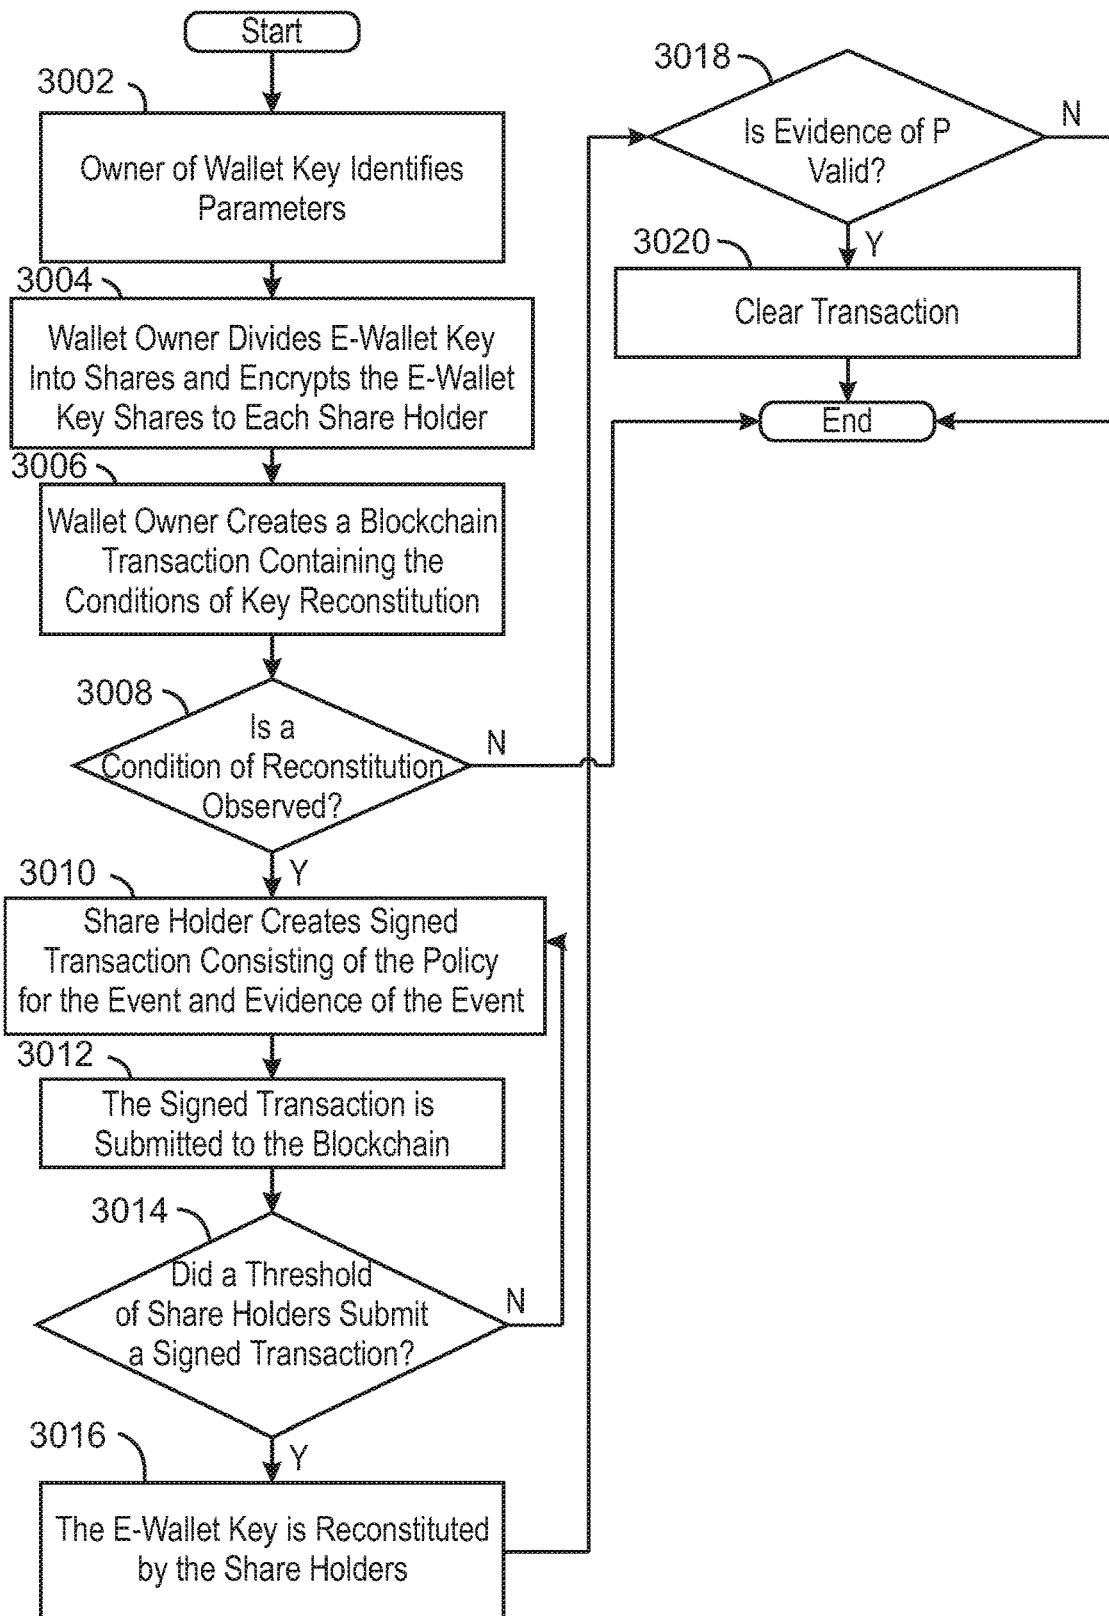 Start
3002
Owner of Wallet Key Identifies
Parameters
3004
Wallet Owner Divides E-Wallet Key
Into Shares and Encrypts the E-Wallet
Key Shares to Each Share Holder
3006
Wallet Owner Creates a Blockchain
Transaction Containing the
Conditions of Key Reconstitution
3008
Is a
Condition of Reconstitution
Observed?
N
Y
3010
Share Holder Creates Signed
Transaction Consisting of the Policy
for the Event and Evidence of the Event
3012
The Signed Transaction is
Submitted to the Blockchain
3014
Did a Threshold
of Share Holders Submit
a Signed Transaction?
N
Y
3016
The E-Wallet Key is Reconstituted
by the Share Holders
3018
Is Evidence of P
Valid?
N
Y
3020
Clear Transaction
End